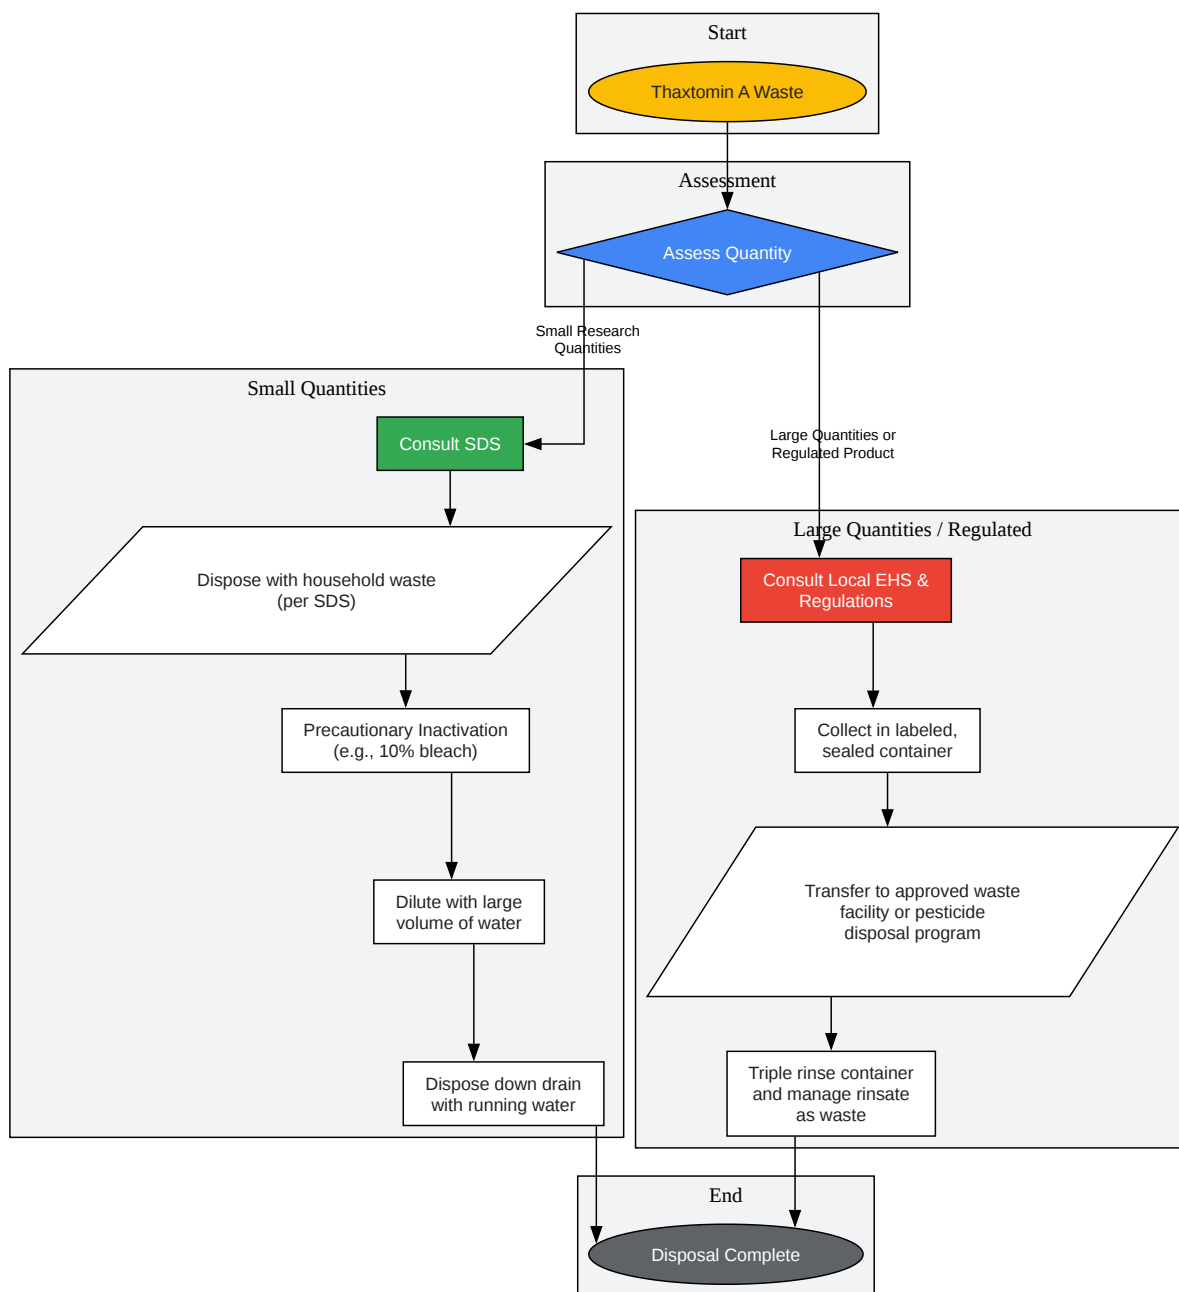 Start
Thaxtomin A Waste
Assessment
Assess Quantity
Small Research
Quantities
Large Quantities or
Regulated Product
Small Quantities
Consult SDS
Dispose with household waste
(per SDS)
Precautionary Inactivation
(e.g., 10% bleach)
Dilute with large
volume of water
Dispose down drain
with running water
Large Quantities / Regulated
Consult Local EHS &
Regulations
Collect in labeled,
sealed container
Transfer to approved waste
facility or pesticide
disposal program
Triple rinse container
and manage rinsate
as waste
End
Disposal Complete